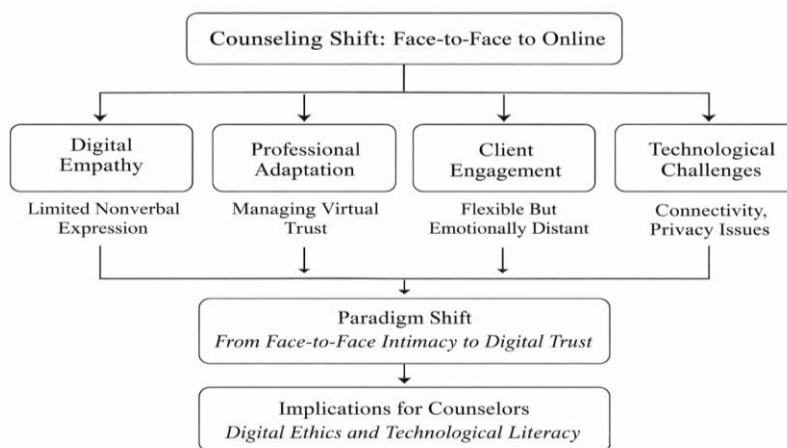 Counseling Shift: Face-to-Face to Online
Digital
Empathy
Professional
Adaptation
Client
Engagement
Technological
Challenges
Limited Nonverbal
Expression
Managing Virtual
Trust
Flexible But
Emotionally Distant
Connectivity,
Privacy Issues
Paradigm Shift
From Face-to-Face Intimacy to Digital Trust
Implications for Counselors
Digital Ethics and Technological Literacy